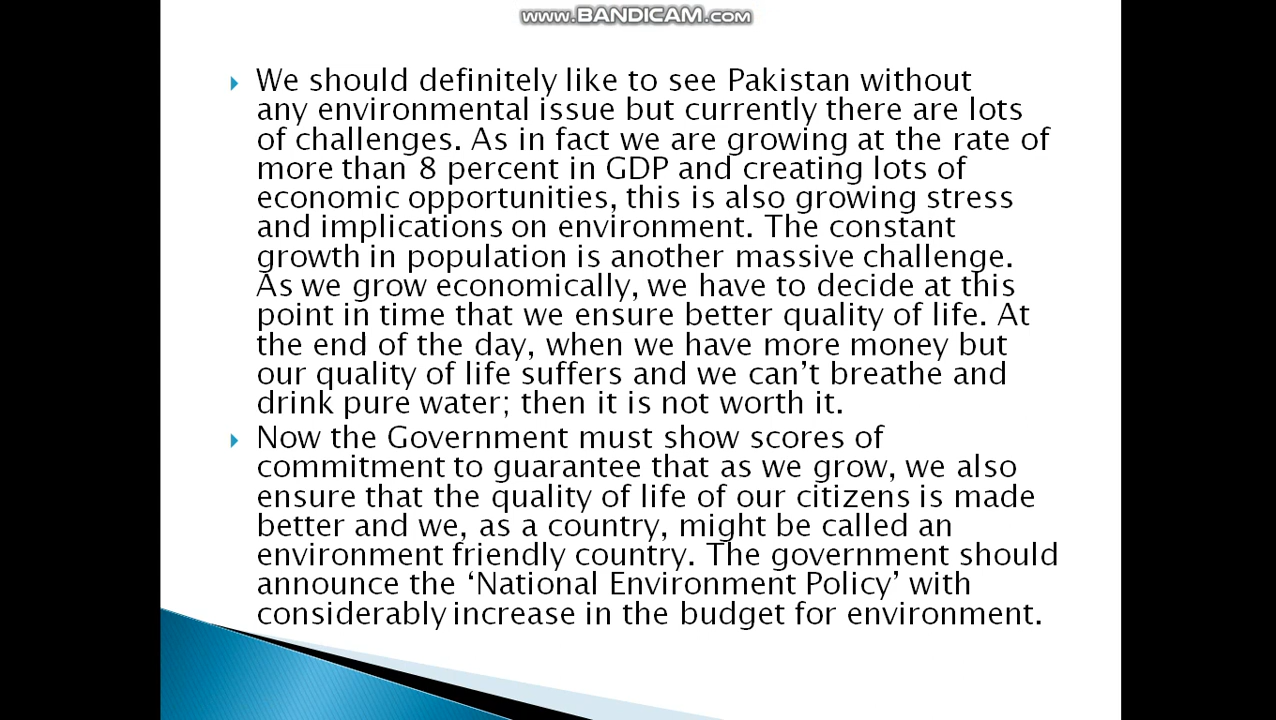 www.BANDICAM.com
We should definitely like to see Pakistan without
any environmental issue but currently there are lots
of challenges. As in fact we are growing at the rate of
more than 8 percent in GDP and creating lots of
economic opportunities, this is also growing stress
and implications on environment. The constant
growth in population is another massive challenge.
As we grow economically, we have to decide at this
point in time that we ensure better quality of life. At
the end of the day, when we have more money but
our quality of life suffers and we can’t breathe and
drink pure water; then it is not worth it.
Now the Government must show scores of
commitment to guarantee that as we grow, we also
ensure that the quality of life of our citizens is made
better and we, as a country, might be called an
environment friendly country. The government should
announce the ‘National Environment Policy’ with
considerably increase in the budget for environment.